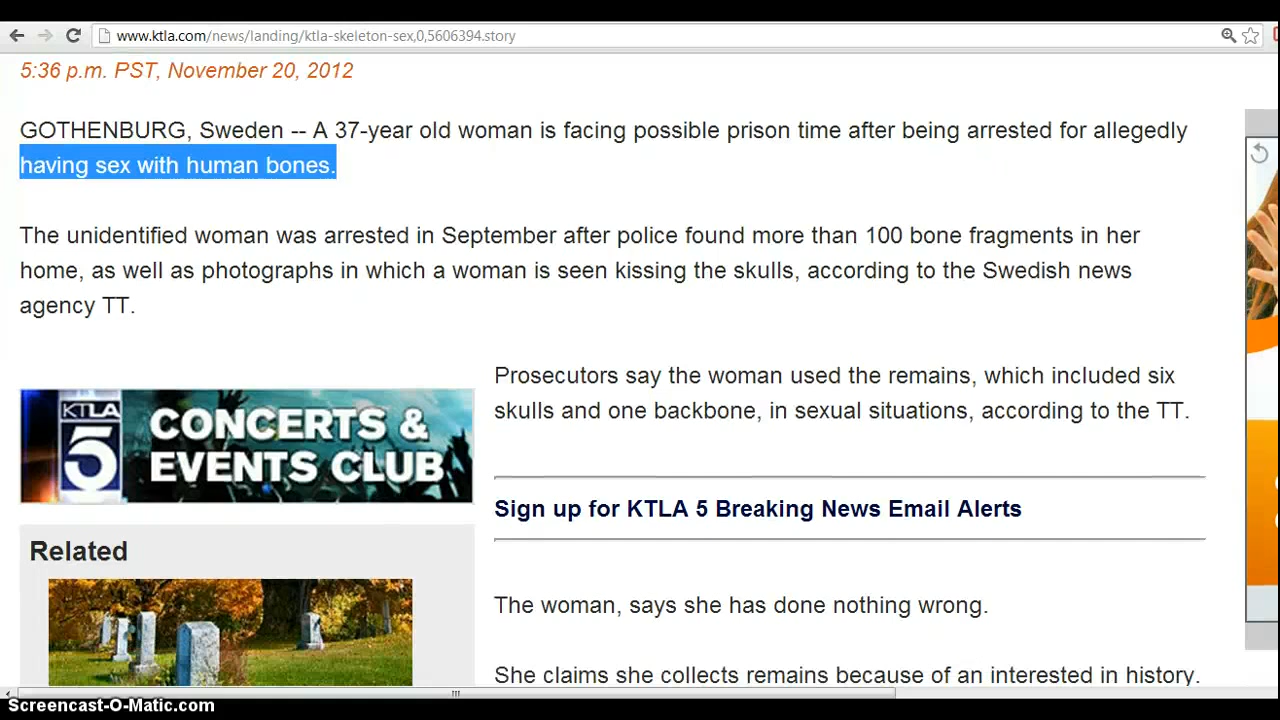 www.ktla.com/news/landing/ktla-skeleton-sex,0,5606394.story
5:36 p.m. PST, November 20, 2012
GOTHENBURG, Sweden -- A 37-year old woman is facing possible prison time after being arrested for allegedly
having sex with human bones.
The unidentified woman was arrested in September after police found more than 100 bone fragments in her
home, as well as photographs in which a woman is seen kissing the skulls, according to the Swedish news
agency TT.
KTLA
5
CONCERTS &
EVENTS CLUB
Related
Prosecutors say the woman used the remains, which included six
skulls and one backbone, in sexual situations, according to the TT.
Sign up for KTLA 5 Breaking News Email Alerts
The woman, says she has done nothing wrong.
She claims she collects remains because of an interested in history.
Screencast-O-Matic.com